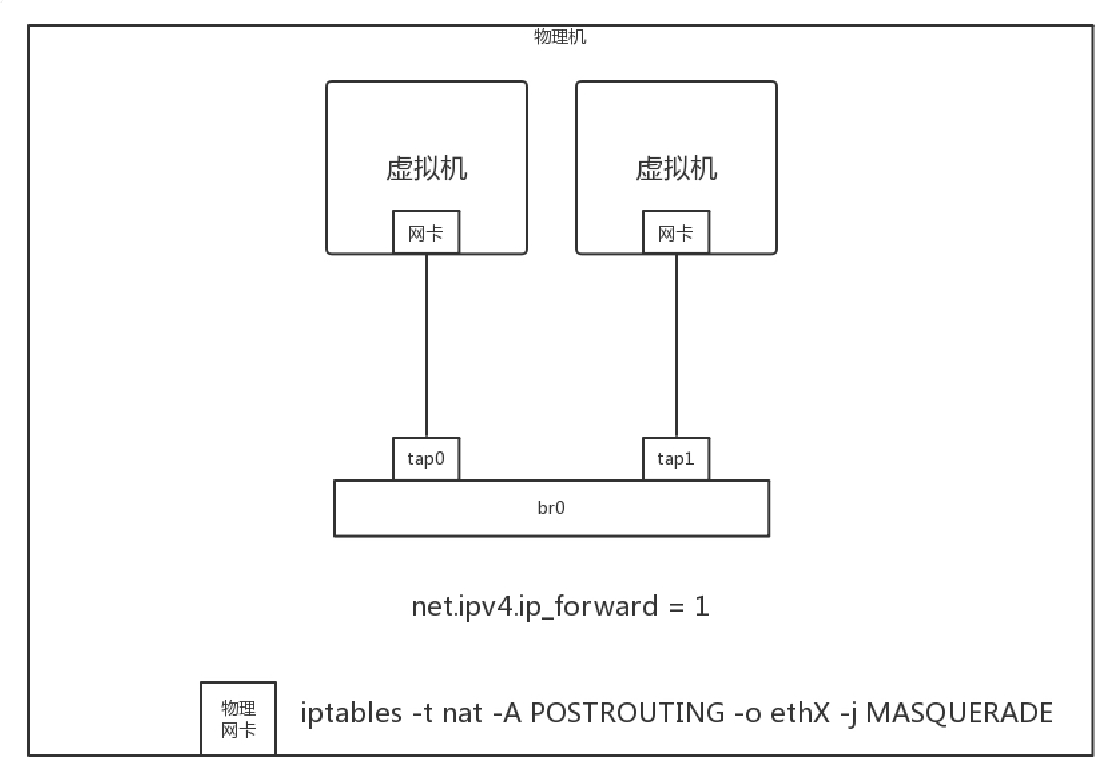 物理机
虚拟机
虚拟机
网卡
网卡
tap0
tap1
br0
net.ipv4.ip_forward = 1
物理
网卡
iptables -t nat -A POSTROUTING -o ethX -j MASQUERADE